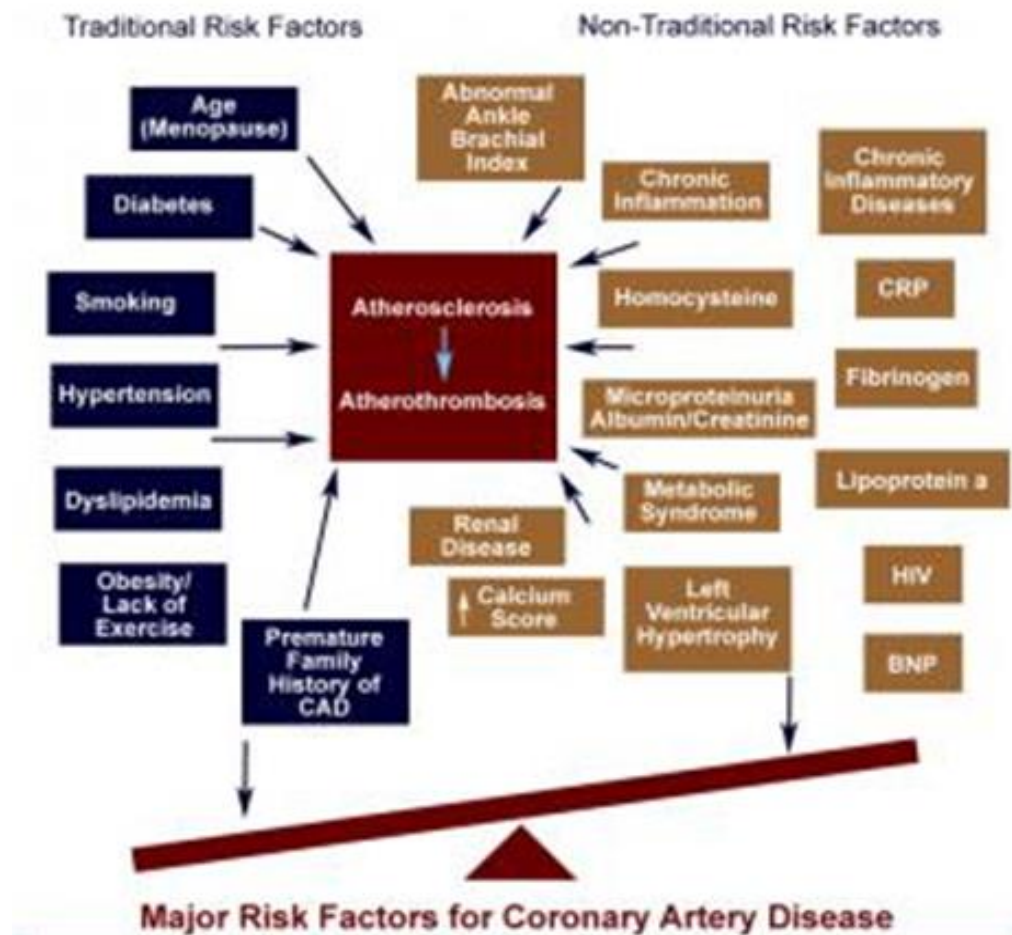 Traditional Risk Factors
Non-Traditional Risk Factors
Age
(Menopause)
Diabetes
Smoking
Hypertension
Dyslipidemia
Obesity/
Lack of
Exercise
Premature
Family
History of
CAD
Atherosclerosis
Atherothrombosis
Abnormal
Ankle
Brachial
Index
Chronic
Inflammation
Homocysteine
Microproteinuria
Albumin/Creatinine
Metabolic
Syndrome
Renal
Disease
Calcium
Score
Left
Ventricular
Hypertrophy
Chronic
Inflammatory
Diseases
CRP
Fibrinogen
Lipoprotein a
HIV
BNP
Major Risk Factors for Coronary Artery Disease